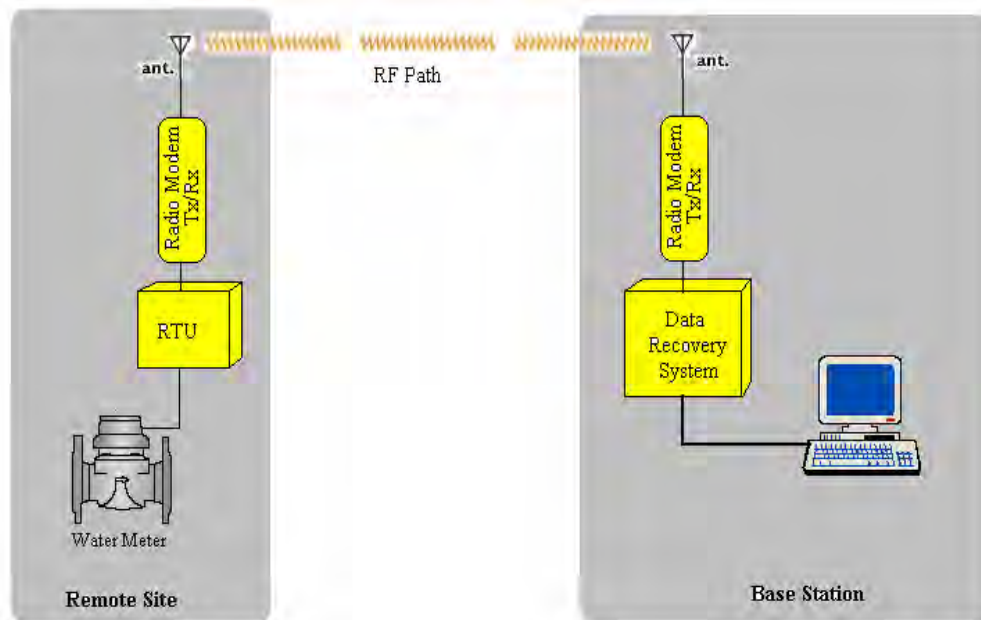 ant.
RF Path
ant.
Radio Modem
Tx/Rx
Radio Modem
Tx/Rx
RTU
Data
Recovery
System
Water Meter
Remote Site
Base Station